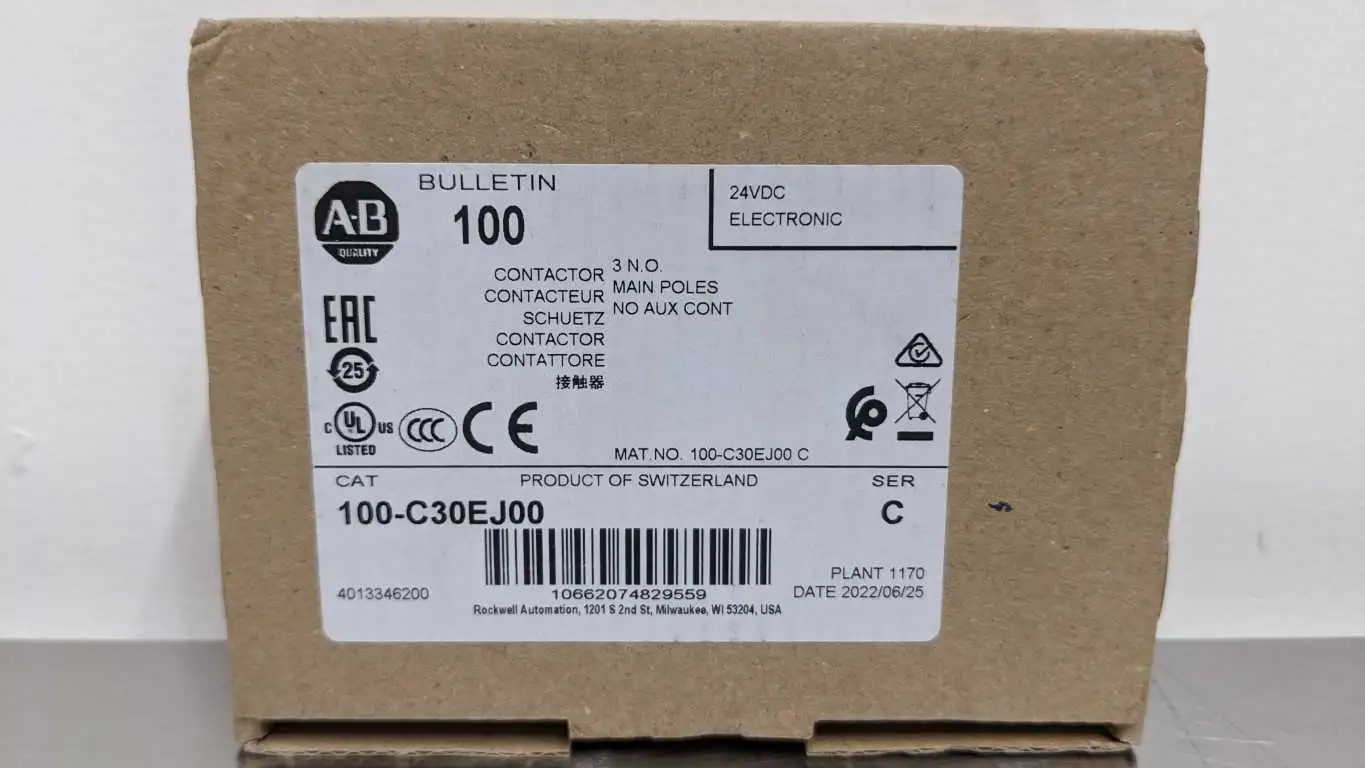 BULLETIN
100
A-B
QUALITY
24VDC
ELECTRONIC
CONTACTOR
CONTACTEUR
SCHUETZ
CONTACTOR
CONTATTORE
接触器
3 N.O.
MAIN POLES
NO AUX CONT
EAC
25
C UL US
LISTED
CCC
CE
MAT.NO. 100-C30EJ00 C
CAT
PRODUCT OF SWITZERLAND
SER
100-C30EJ00
C
4013346200
10662074829559
PLANT 1170
DATE 2022/06/25
Rockwell Automation, 1201 S 2nd St, Milwaukee, WI 53204, USA